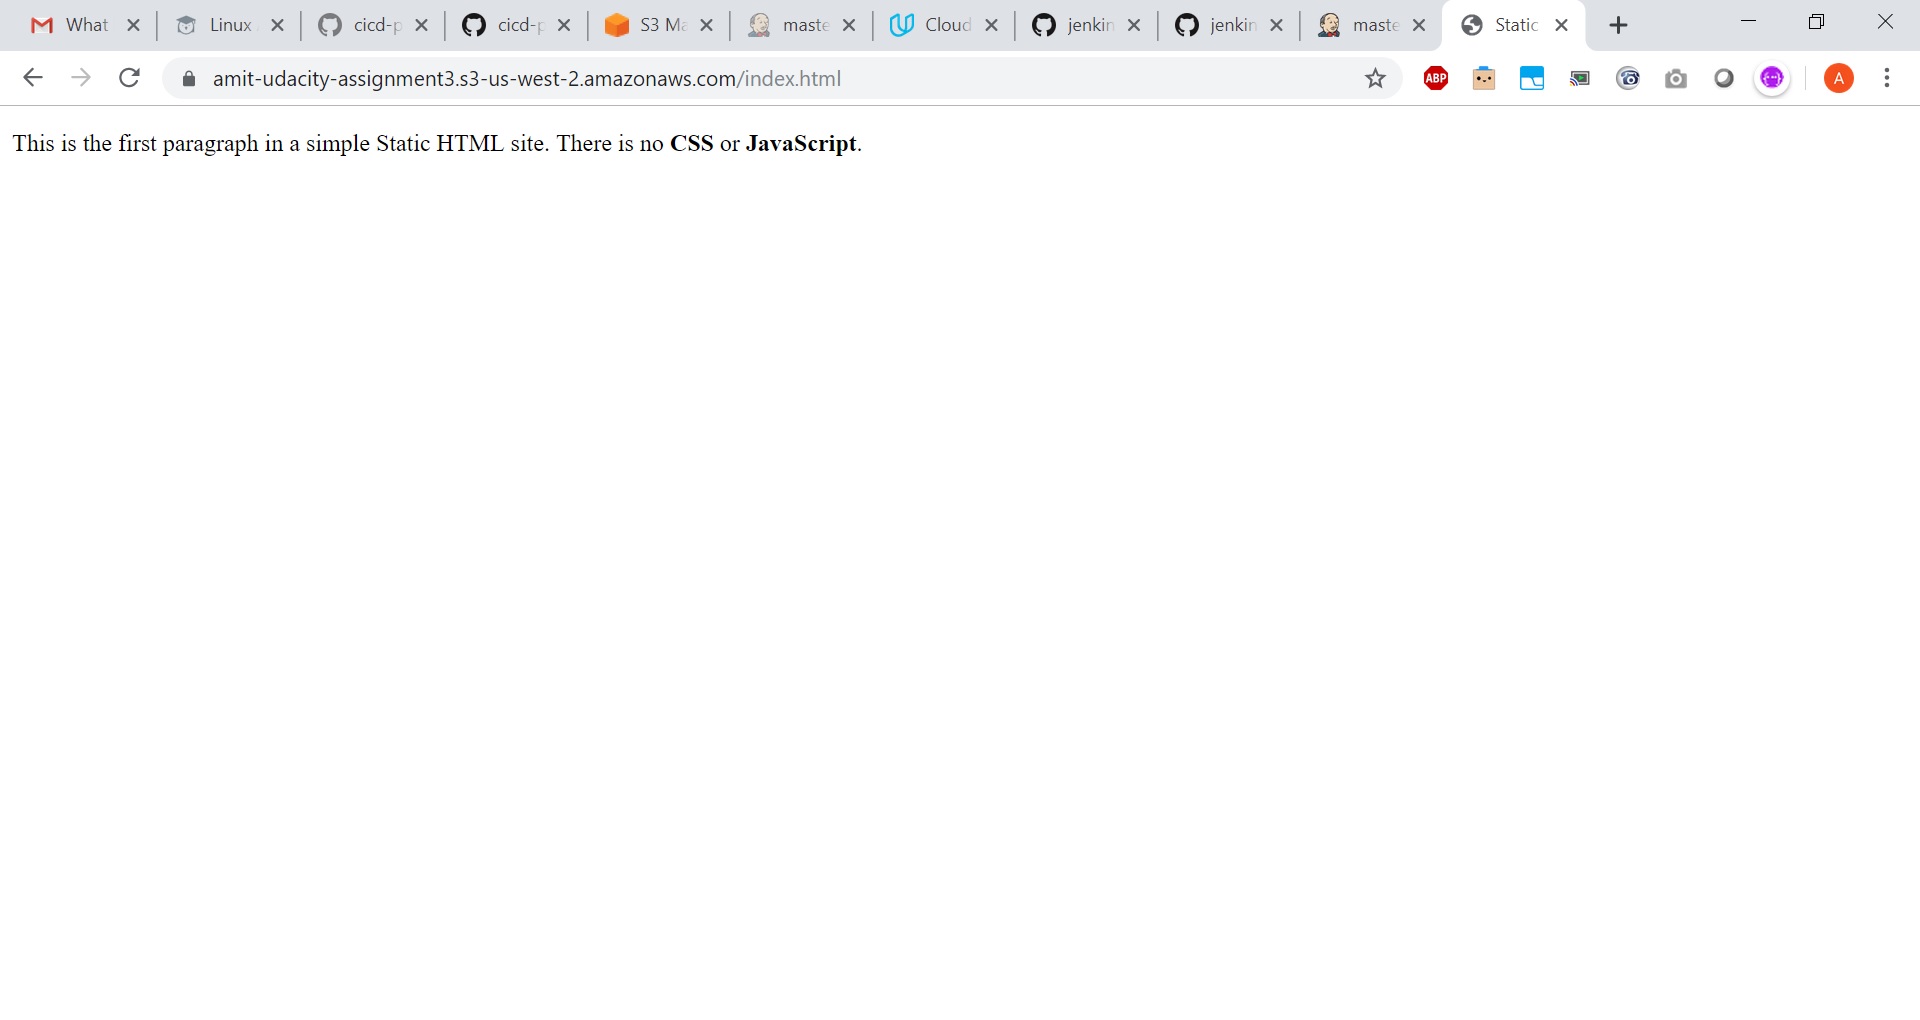 What
Linux
cicd-p
cicd-p
S3 Ma
maste
Cloud
jenkin
jenkin
maste
Static
amit-udacity-assignment3.s3-us-west-2.amazonaws.com/index.html
ABP
A
This is the first paragraph in a simple Static HTML site. There is no CSS or JavaScript.